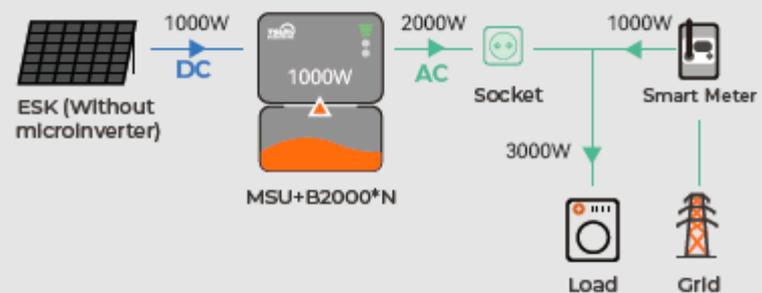 1000W
DC
ESK (Without
microinverter)
1000W
MSU+B2000*N
2000W
AC
Socket
1000W
Smart Meter
3000W
Load
Grid